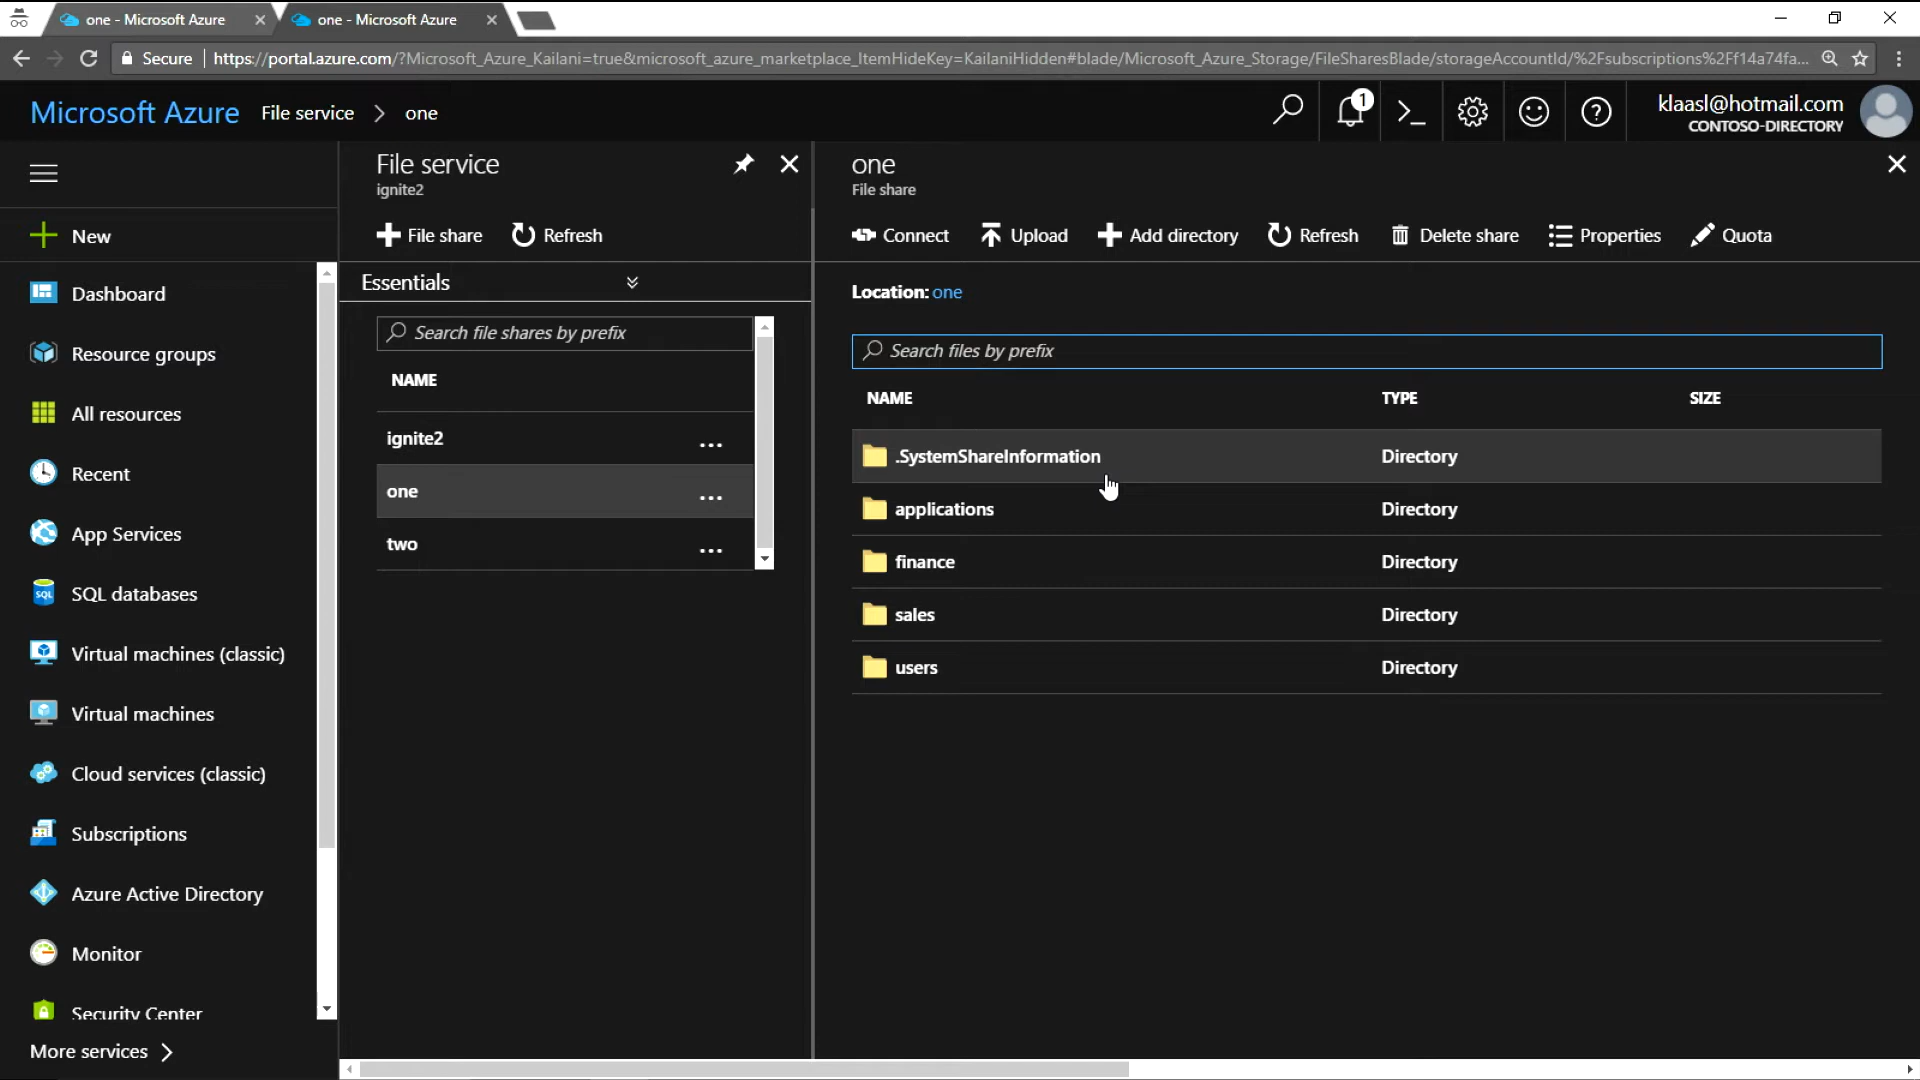 one - Microsoft Azure
one - Microsoft Azure
Secure https://portal.azure.com/?Microsoft_Azure_Kailani=true&microsoft_azure_marketplace_ItemHideKey=KailaniHidden#blade/Microsoft_Azure_Storage/FileSharesBlade/storageAccountId/%2Fsubscriptions%2Ff14a74fa...
Microsoft Azure File service > one
1
klaasl@hotmail.com
CONTOSO-DIRECTORY
New
Dashboard
Resource groups
All resources
Recent
App Services
SQL databases
Virtual machines (classic)
Virtual machines
Cloud services (classic)
Subscriptions
Azure Active Directory
Monitor
Security Center
More services >
File service
ignite2
File share Refresh
Essentials
Search file shares by prefix
NAME
ignite2 ...
one ...
two ...
one
File share
Connect Upload Add directory Refresh Delete share Properties Quota
Location: one
Search files by prefix
NAME TYPE SIZE
.SystemShareInformation Directory
applications Directory
finance Directory
sales Directory
users Directory